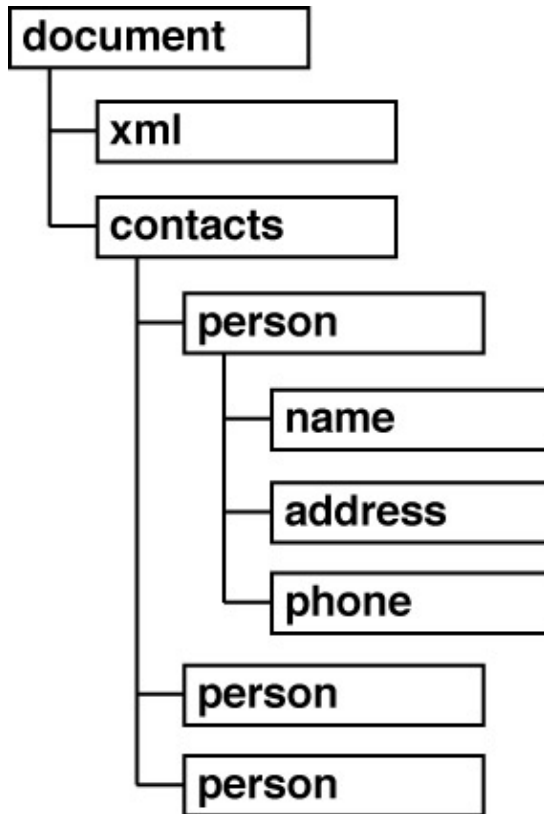 document
xml
contacts
person
name
address
phone
person
person